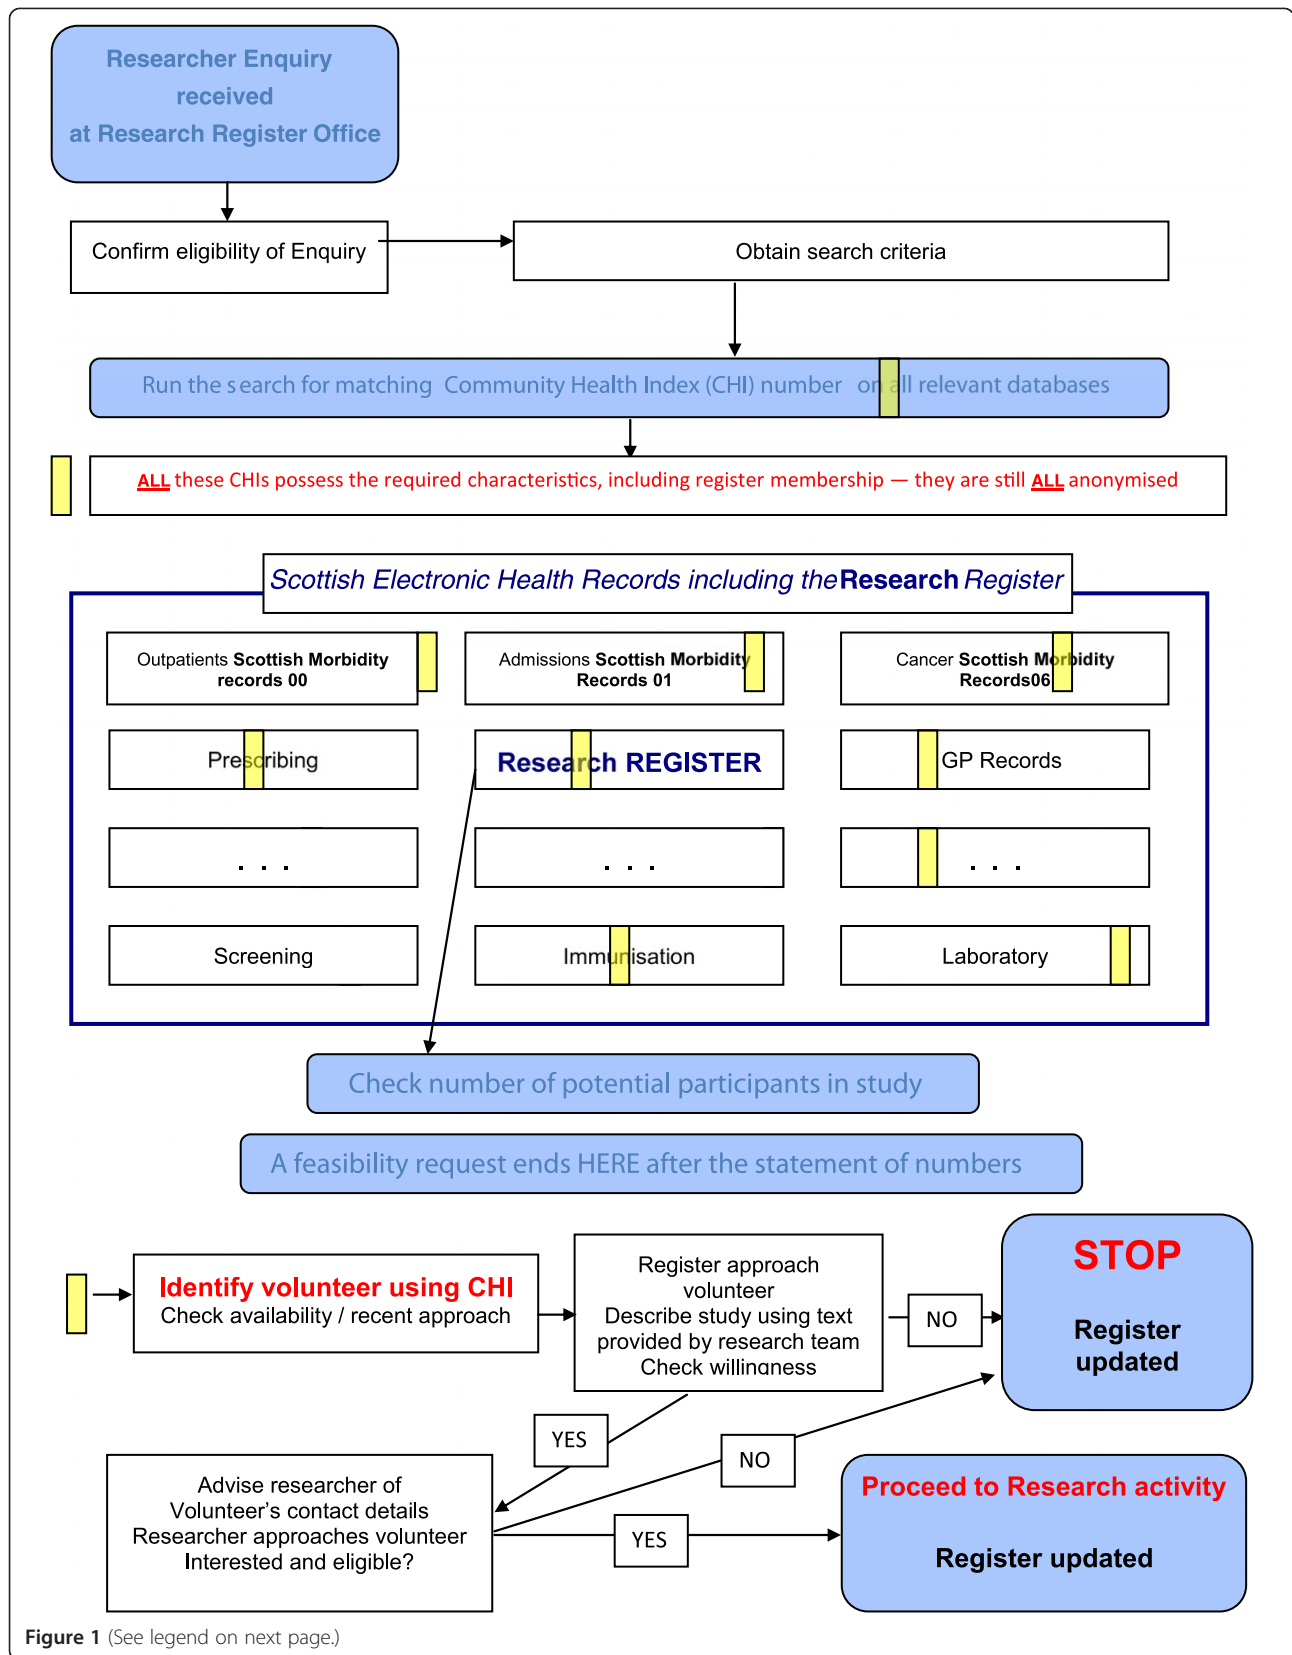 Researcher Enquiry
received
at Research Register Office
Confirm eligibility of Enquiry
Obtain search criteria
Run the search for matching Community Health Index (CHI) number on all relevant databases
ALL these CHIs possess the required characteristics, including register membership — they are still ALL anonymised
Scottish Electronic Health Records including the Research Register
Outpatients Scottish Morbidity
records 00
Admissions Scottish Morbidity
Records 01
Cancer Scottish Morbidity
Records06
Prescribing
Research REGISTER
GP Records
. . .
. . .
. . .
Screening
Immunisation
Laboratory
Check number of potential participants in study
A feasibility request ends HERE after the statement of numbers
Identify volunteer using CHI
Check availability / recent approach
Register approach
volunteer
Describe study using text
provided by research team
Check willingness
NO
STOP
Register
updated
YES
NO
Advise researcher of
Volunteer's contact details
Researcher approaches volunteer
Interested and eligible?
YES
Proceed to Research activity
Register updated
Figure 1 (See legend on next page.)